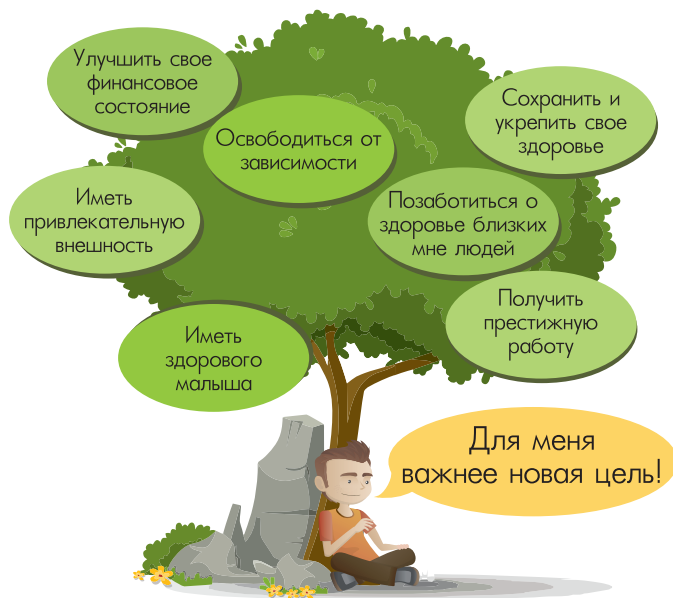 Улучшить свое
финансовое
состояние
Освободиться от
зависимости
Сохранить и
укрепить свое
здоровье
Иметь
привлекательную
внешность
Позаботиться о
здоровье близких
мне людей
Получить
престижную
работу
Иметь
здорового
малыша
Для меня
важнее новая цель!